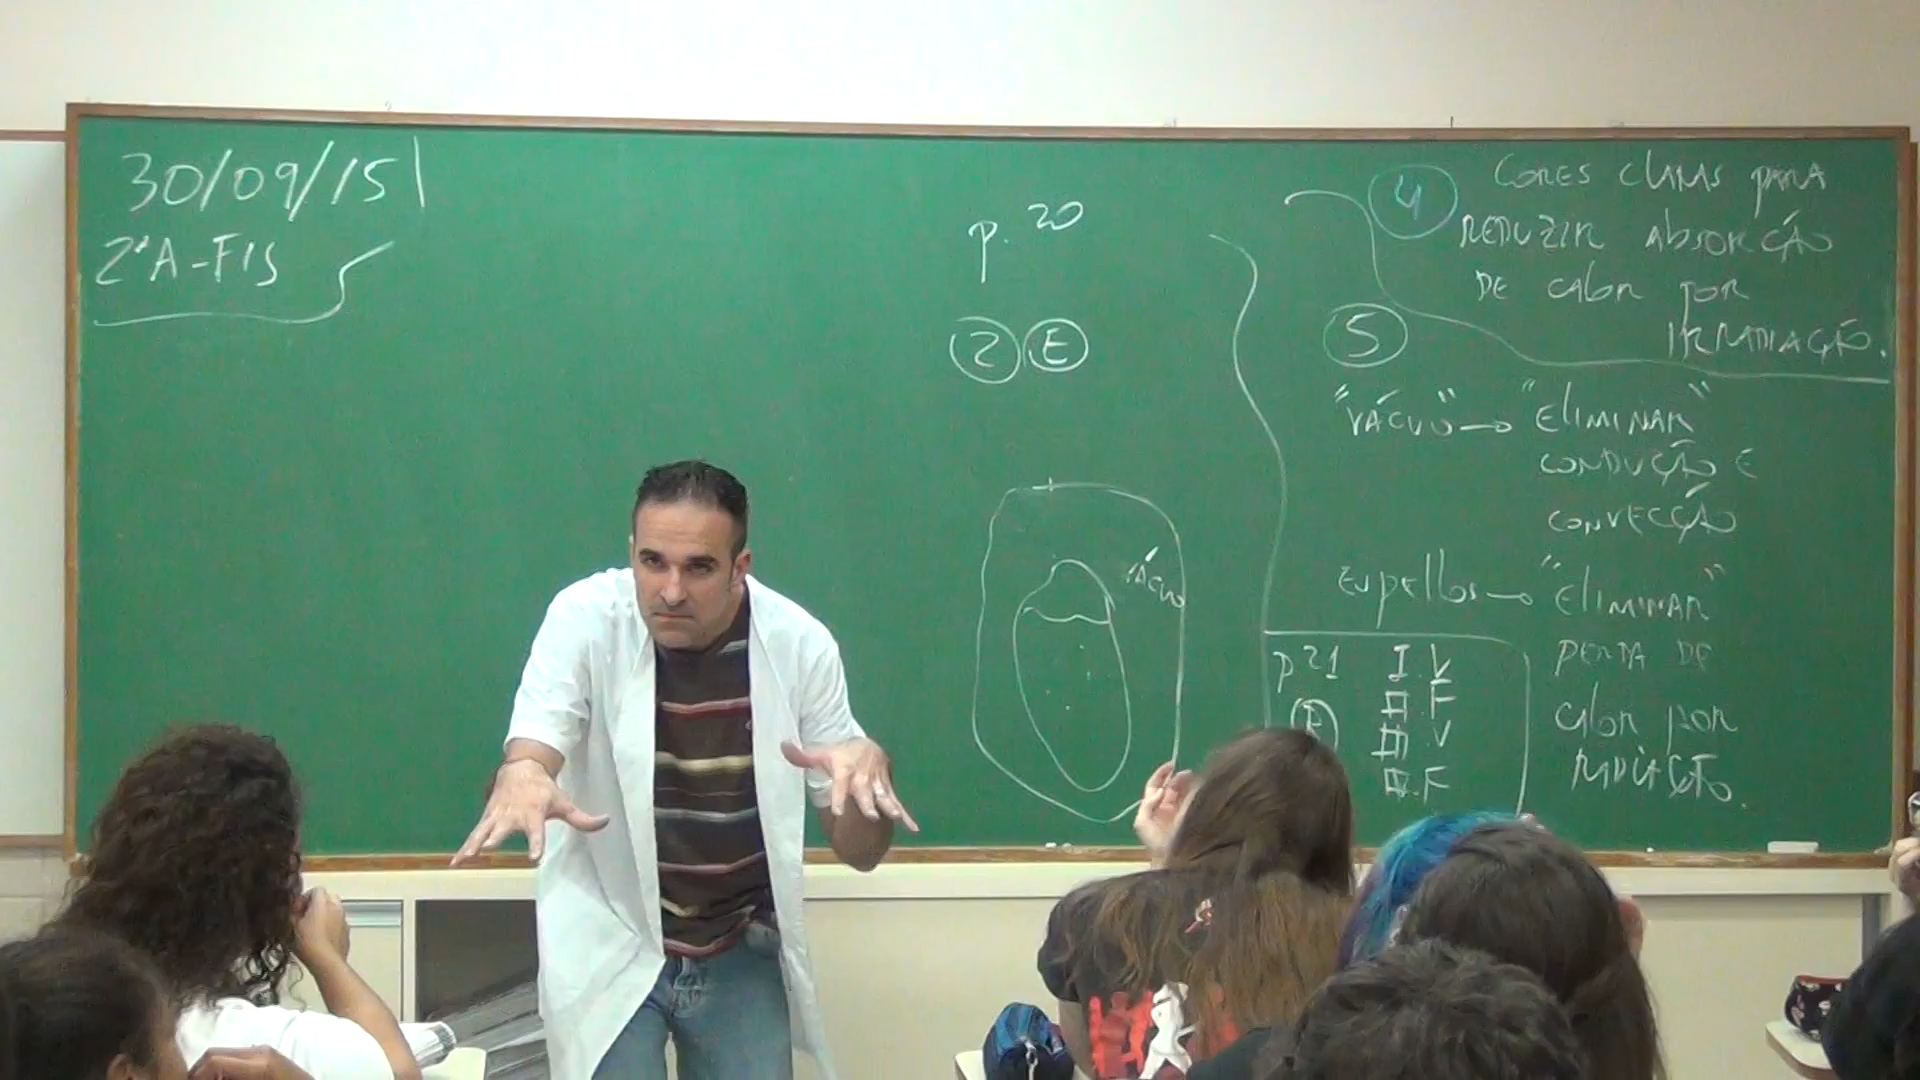 30/09/15
2ªA-FIS
p. 20
2 E
VÁCUO
4 CORES CLARAS PARA
REDUZIR ABSORÇÃO
DE CALOR POR
IRRADIAÇÃO.
5
"VÁCUO" → "ELIMINAR"
CONDUÇÃO E
CONVECÇÃO
ESPELHOS → "ELIMINAR"
PERDA DE
CALOR POR
RADIAÇÃO.
p 21 I. V
II. F
III. V
IV. F